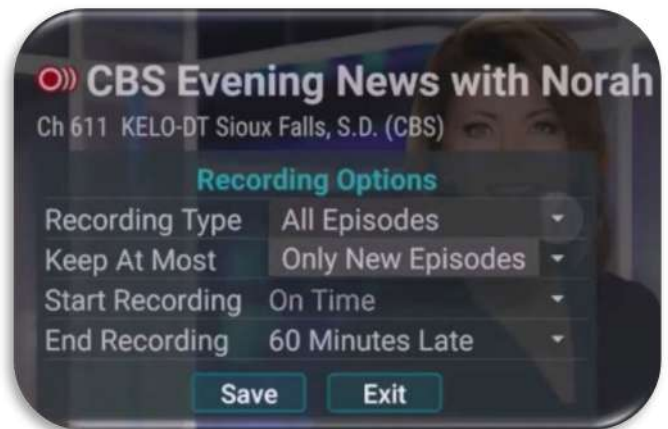 CBS Evening News with Norah
Ch 611 KELO-DT Sioux Falls, S.D. (CBS)
Recording Options
Recording Type All Episodes
Keep At Most Only New Episodes
Start Recording On Time
End Recording 60 Minutes Late
Save Exit